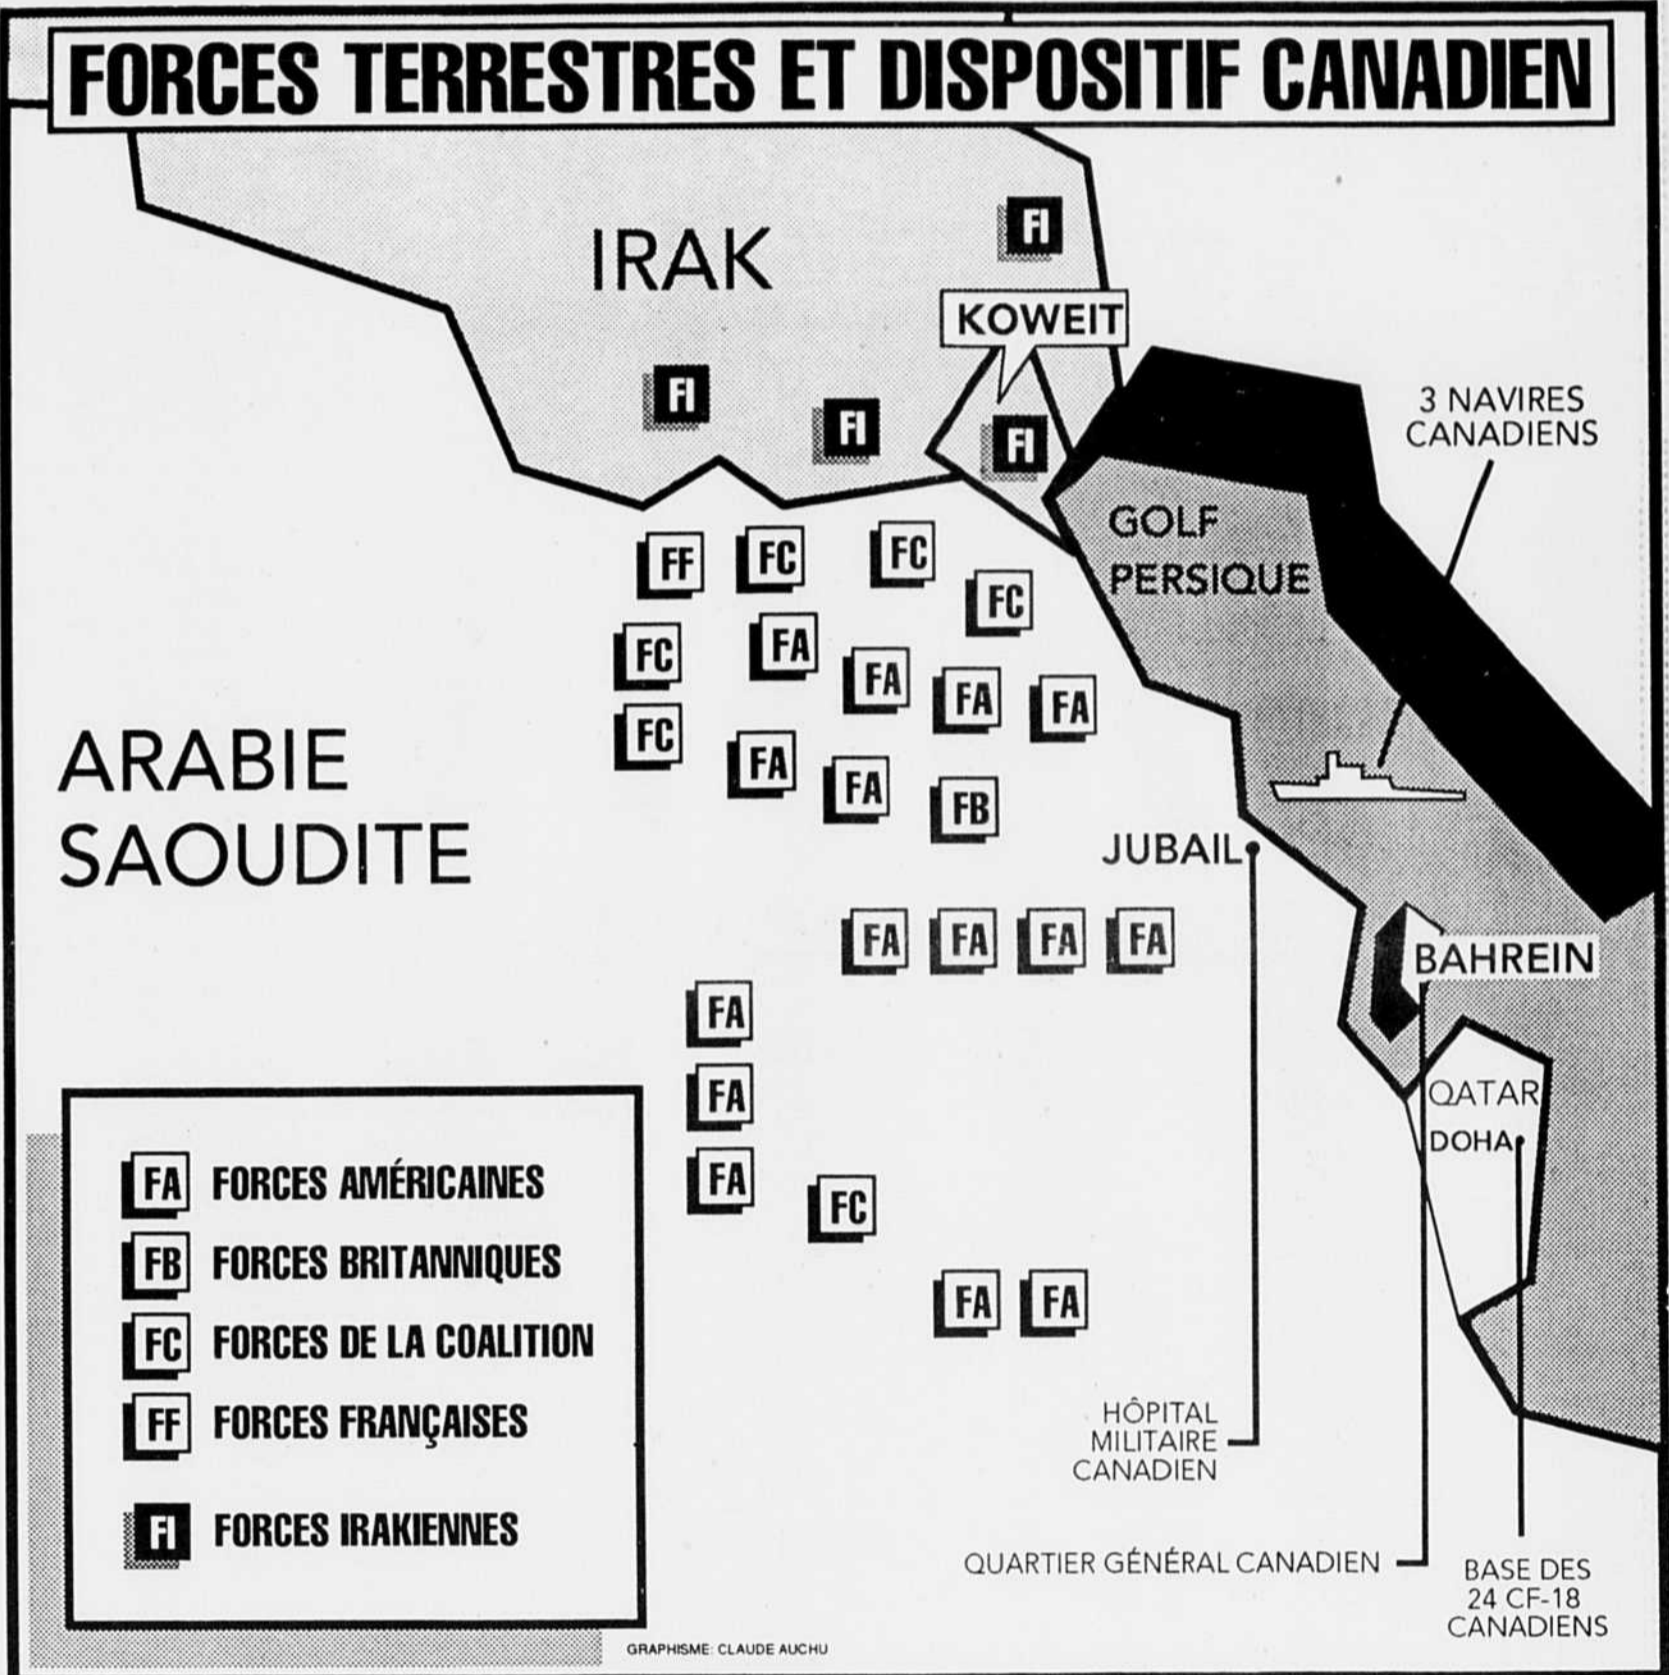 FORCES TERRESTRES ET DISPOSITIF CANADIEN
IRAK
FI
KOWEIT
FI
FI
FI
3 NAVIRES
CANADIENS
GOLF
PERSIQUE
FF
FC
FC
FC
FC
FA
FA
FA
FA
FC
FA
FA
FB
ARABIE
SAOUDITE
JUBAIL
FA
FA
FA
FA
BAHREIN
FA
FA
FA
FC
QATAR
DOHA
FA
FA
FA FORCES AMÉRICAINES
FB FORCES BRITANNIQUES
FC FORCES DE LA COALITION
FF FORCES FRANÇAISES
FI FORCES IRAKIENNES
HÔPITAL
MILITAIRE
CANADIEN
QUARTIER GÉNÉRAL CANADIEN
BASE DES
24 CF-18
CANADIENS
GRAPHISME: CLAUDE AUCHU